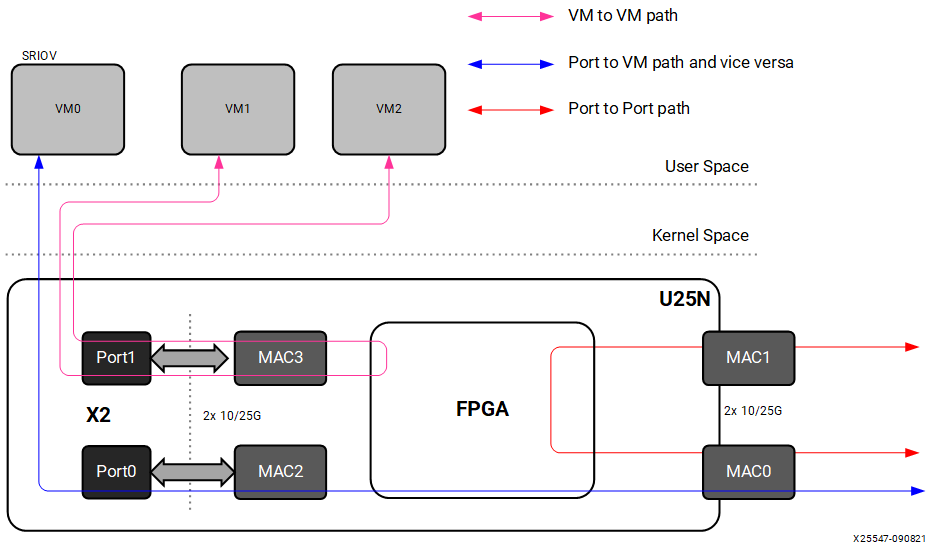 VM to VM path
SRIOV
Port to VM path and vice versa
VM0
VM1
VM2
Port to Port path
User Space
Kernel Space
U25N
Port1
MAC3
MAC1
X2
2x 10/25G
FPGA
2x 10/25G
Port0
MAC2
MAC0
X25547-090821